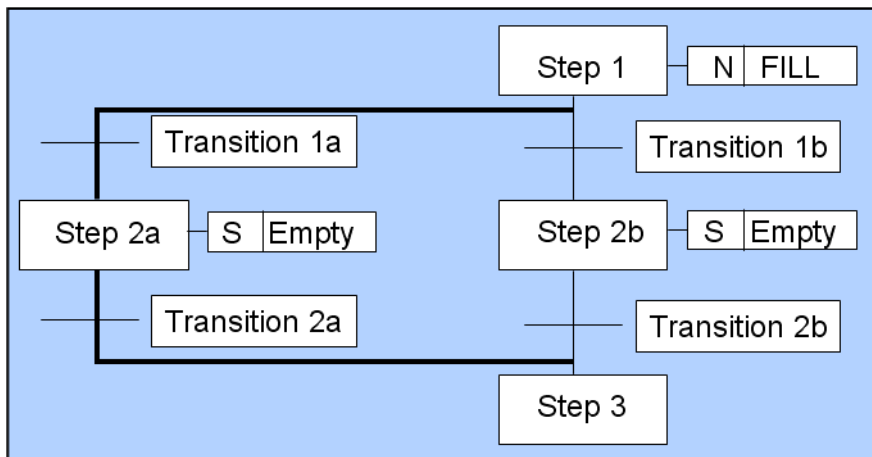 Step 1
N FILL
Transition 1a
Transition 1b
Step 2a
S Empty
Step 2b
S Empty
Transition 2a
Transition 2b
Step 3